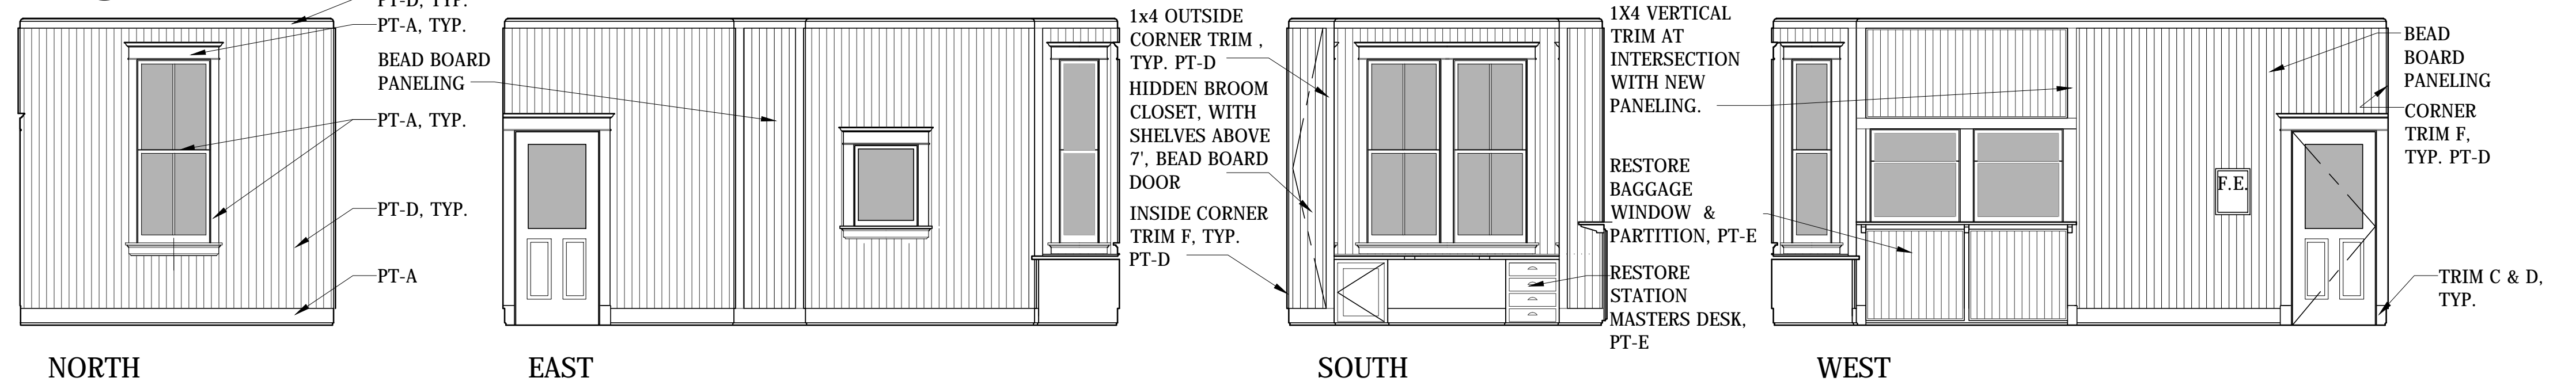 PT-D, TYP.
PT-A, TYP.
BEAD BOARD
PANELING
PT-A, TYP.
PT-D, TYP.
PT-A
NORTH
EAST
1x4 OUTSIDE
CORNER TRIM ,
TYP. PT-D
HIDDEN BROOM
CLOSET, WITH
SHELVES ABOVE
7', BEAD BOARD
DOOR
INSIDE CORNER
TRIM F, TYP.
PT-D
SOUTH
1X4 VERTICAL
TRIM AT
INTERSECTION
WITH NEW
PANELING.
RESTORE
BAGGAGE
WINDOW &
PARTITION, PT-E
RESTORE
STATION
MASTERS DESK,
PT-E
F.E.
WEST
BEAD
BOARD
PANELING
CORNER
TRIM F,
TYP. PT-D
TRIM C & D,
TYP.